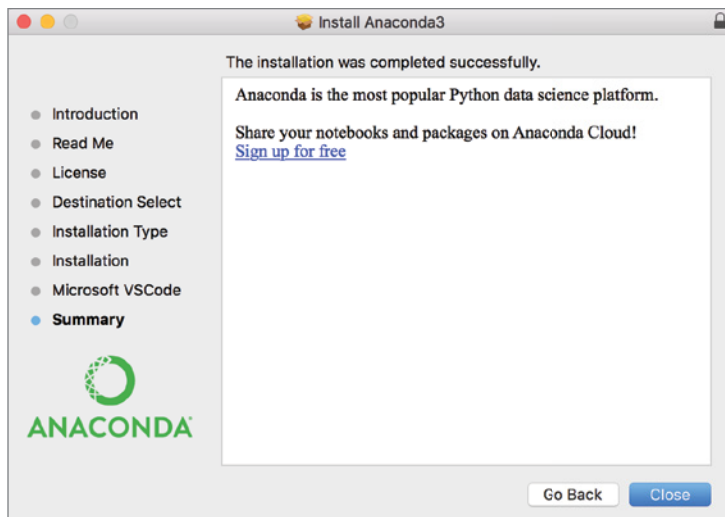 Install Anaconda3
The installation was completed successfully.
Introduction
Read Me
License
Destination Select
Installation Type
Installation
Microsoft VSCode
Summary
ANACONDA
Anaconda is the most popular Python data science platform.
Share your notebooks and packages on Anaconda Cloud!
Sign up for free
Go Back
Close